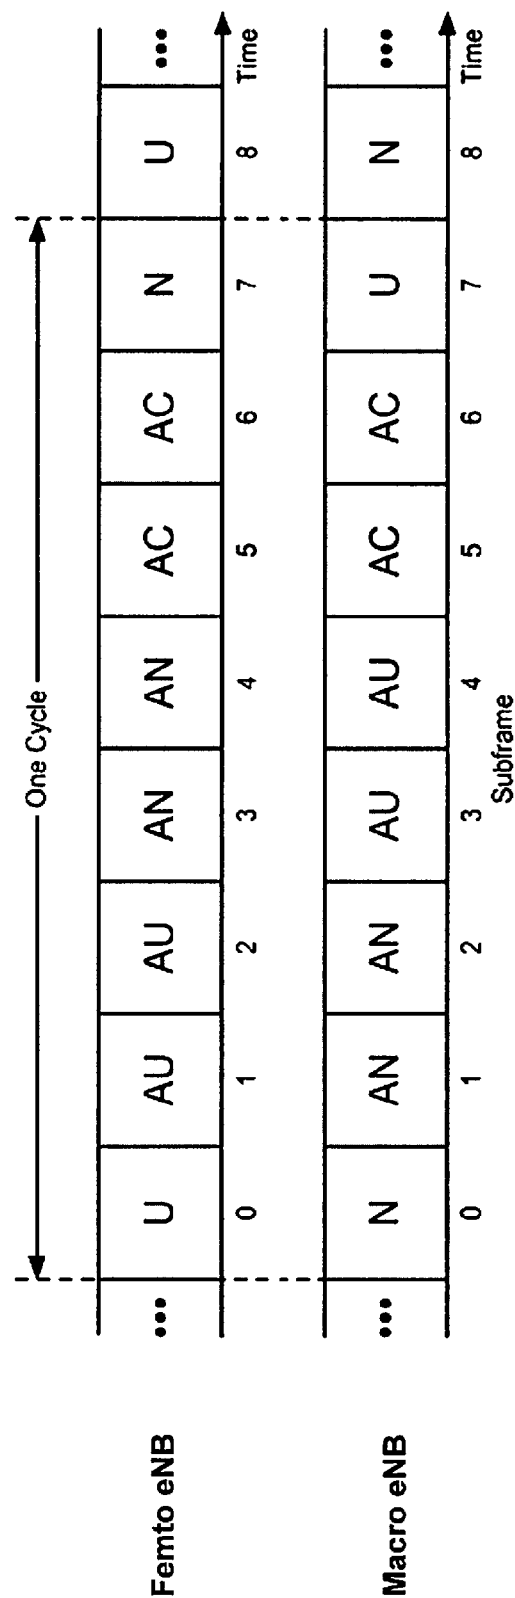 One Cycle
Femto eNB ••• U AU AU AN AN AC AC N U •••
0 1 2 3 4 5 6 7 8 Time
Macro eNB ••• N AN AN AU AU AC AC U N •••
0 1 2 3 4 5 6 7 8 Time
Subframe